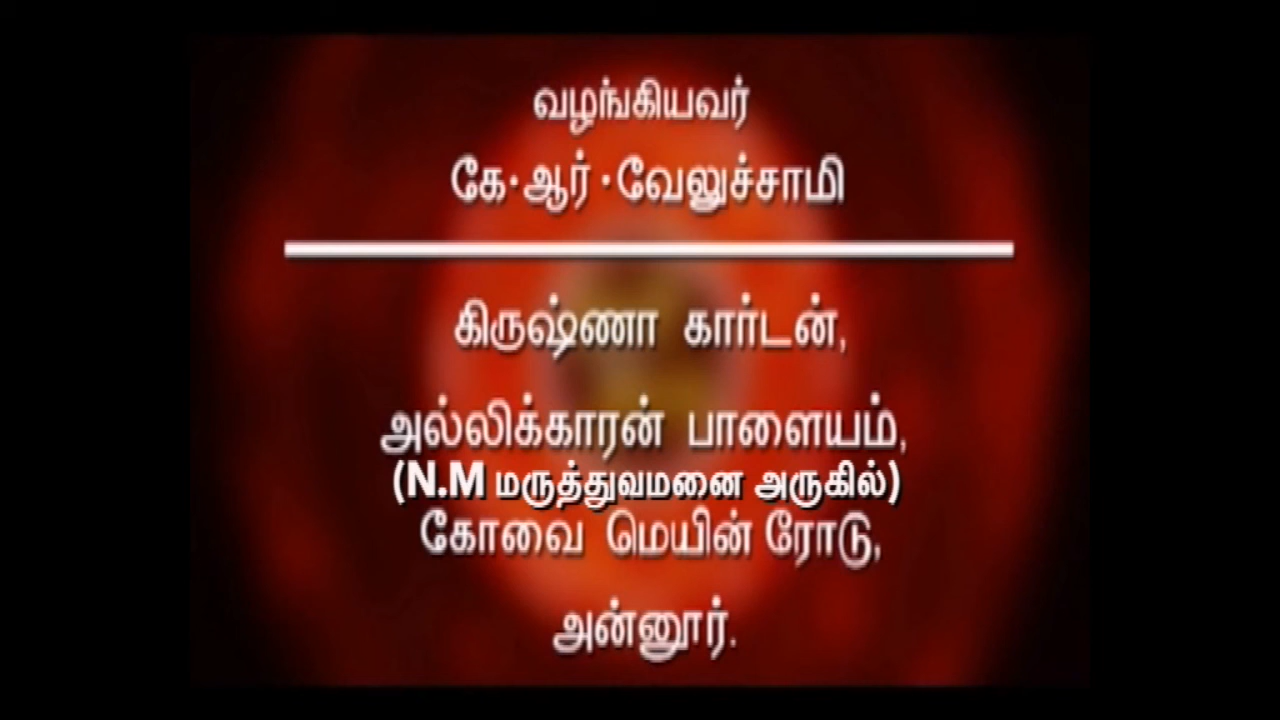 வழங்கியவர்
கே.ஆர்.வேலுச்சாமி
கிருஷ்ணா கார்டன்,
அல்லிக்காரன் பாளையம்,
(N.M மருத்துவமனை அருகில்)
கோவை மெயின் ரோடு,
அன்னூர்.